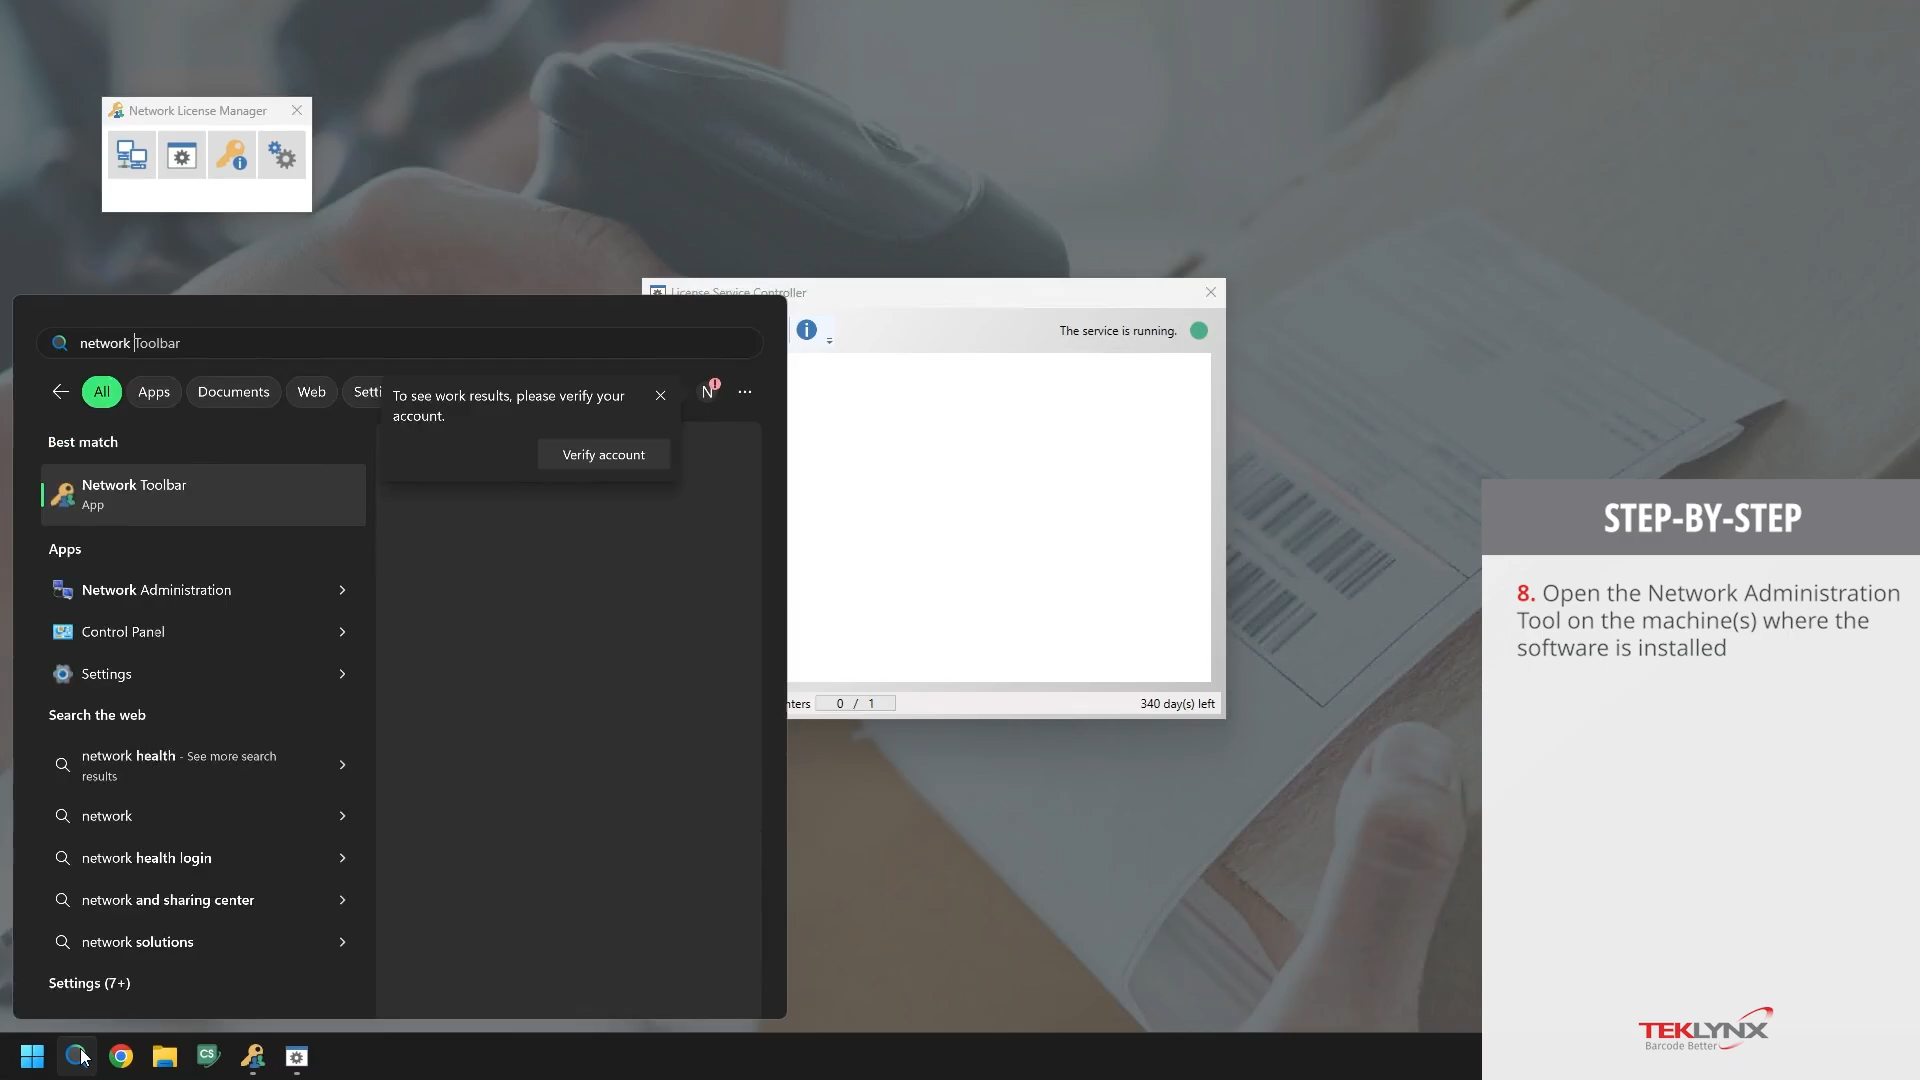 Network License Manager
License Service Controller
The service is running.
network Toolbar
All
Apps
Documents
Web
Setti
N
To see work results, please verify your
account.
Verify account
Best match
Network Toolbar
App
Apps
Network Administration
Control Panel
Settings
Search the web
network health - See more search
results
network
network health login
network and sharing center
network solutions
Settings (7+)
nters
0 / 1
340 day(s) left
STEP-BY-STEP
8. Open the Network Administration
Tool on the machine(s) where the
software is installed
TEKLYNX
Barcode Better
CS